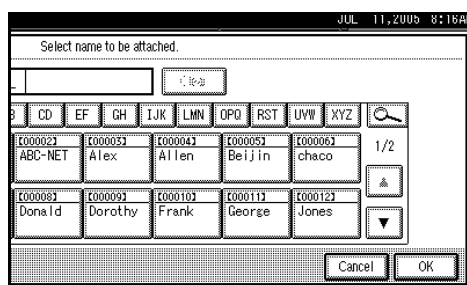 JUL 11,2005 8:16A
Select name to be attached.
Clear
B CD EF GH IJK LMN OPQ RST UVW XYZ
[00002] [00003] [00004] [00005] [00006] 1/2
ABC-NET Alex Allen Beijin chaco
[00008] [00009] [00010] [00011] [00012]
Donald Dorothy Frank George Jones
Cancel OK